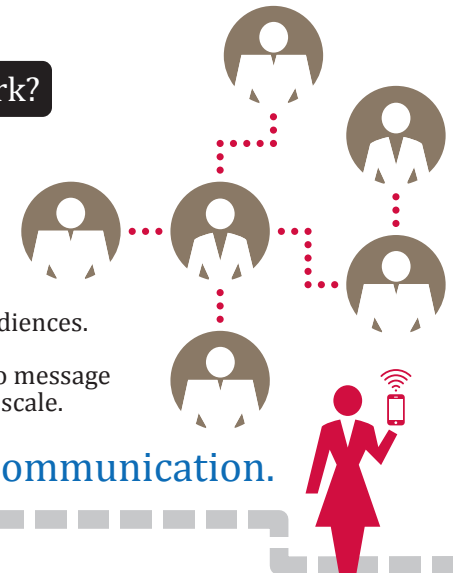 rk?
diences.
o message
scale.
ommunication.